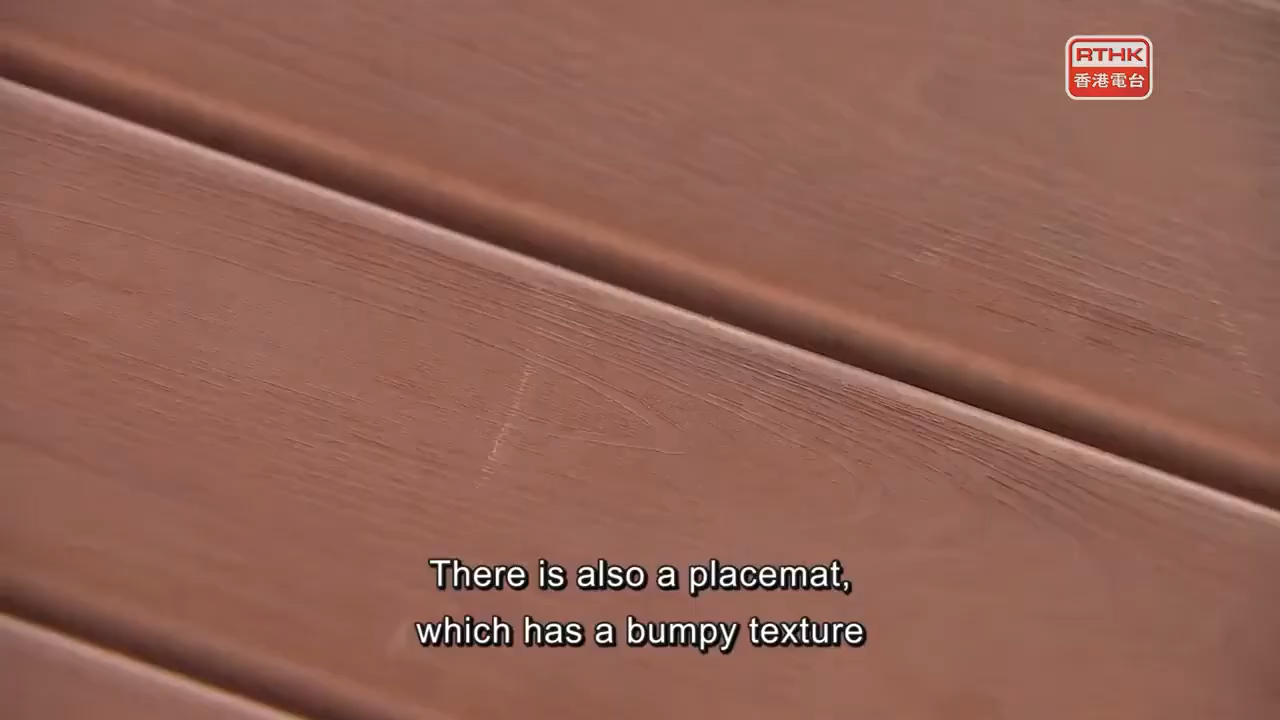 RTHK
香港電台
There is also a placemat,
which has a bumpy texture